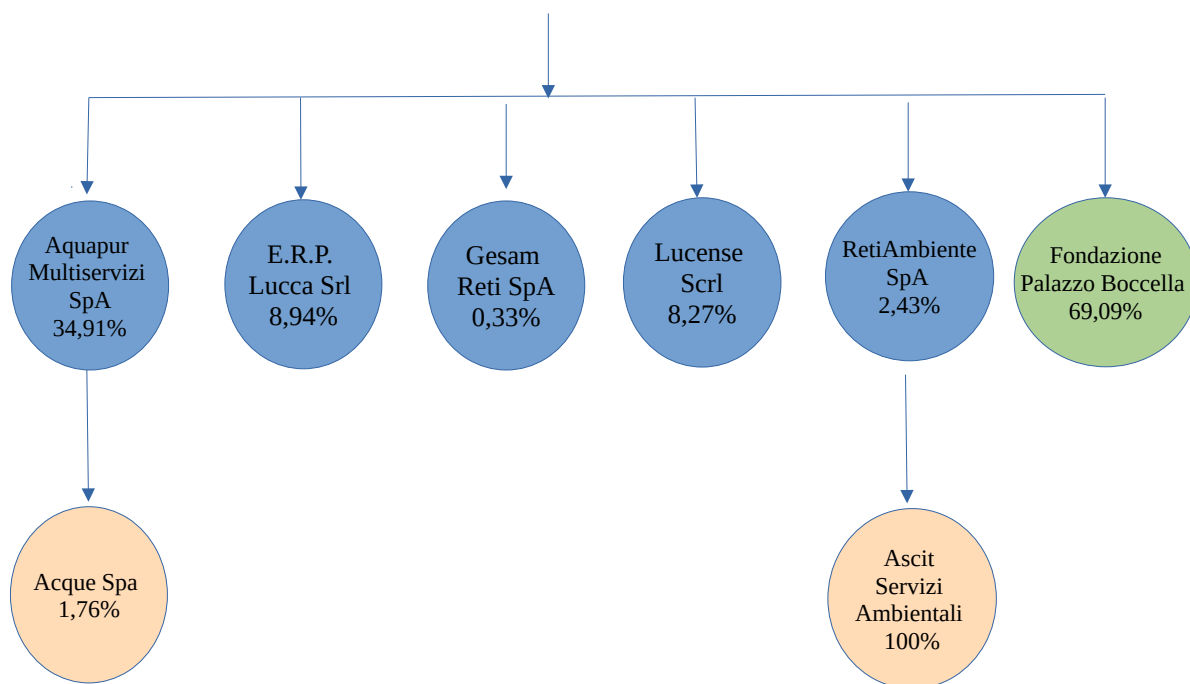 Aquapur
Multiservizi
SpA
34,91%
E.R.P.
Lucca Srl
8,94%
Gesam
Reti SpA
0,33%
Lucense
Scrl
8,27%
RetiAmbiente
SpA
2,43%
Fondazione
Palazzo Boccella
69,09%
Acque Spa
1,76%
Ascit
Servizi
Ambientali
100%